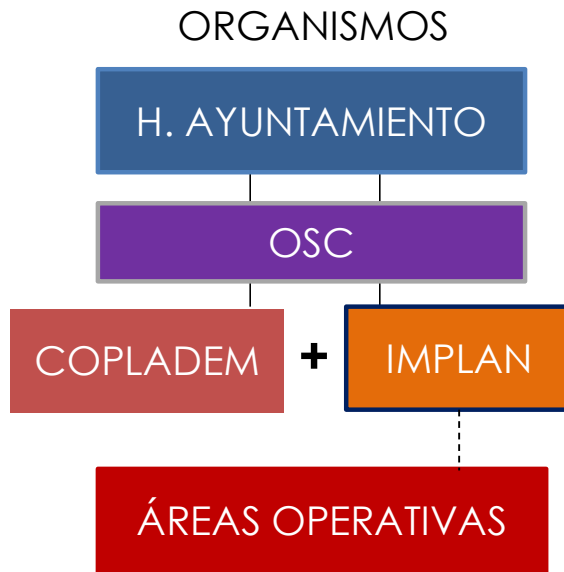 ORGANISMOS
H. AYUNTAMIENTO
OSC
COPLADEM + IMPLAN
ÁREAS OPERATIVAS